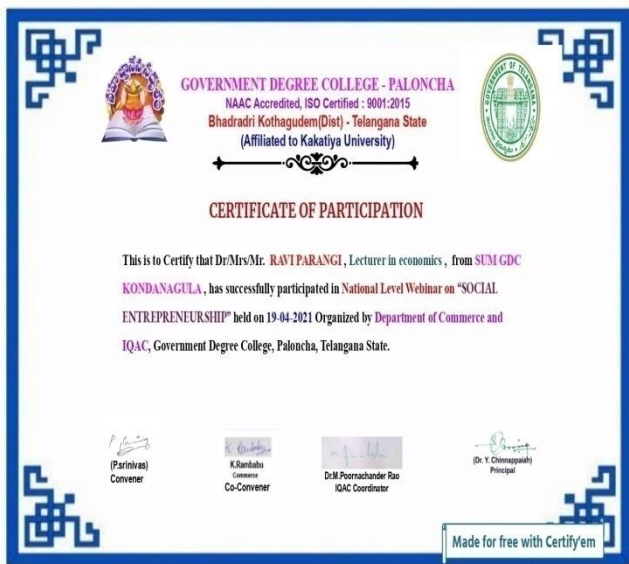 GOVERNMENT DEGREE COLLEGE - PALONCHA
NAAC Accredited, ISO Certified : 9001:2015
Bhadradri Kothagudem(Dist) - Telangana State
(Affiliated to Kakatiya University)
GOVERNMENT OF TELANGANA
CERTIFICATE OF PARTICIPATION
This is to Certify that Dr/Mrs/Mr. RAVI PARANGI , Lecturer in economics , from SUM GDC
KONDANAGULA , has successfully participated in National Level Webinar on “SOCIAL
ENTREPRENEURSHIP” held on 19-04-2021 Organized by Department of Commerce and
IQAC, Government Degree College, Paloncha, Telangana State.
(P.srinivas)
Convener
K.Rambabu
Commerce
Co-Convener
Dr.M.Poornachander Rao
IQAC Coordinator
(Dr. Y. Chinnappaiah)
Principal
Made for free with Certify'em